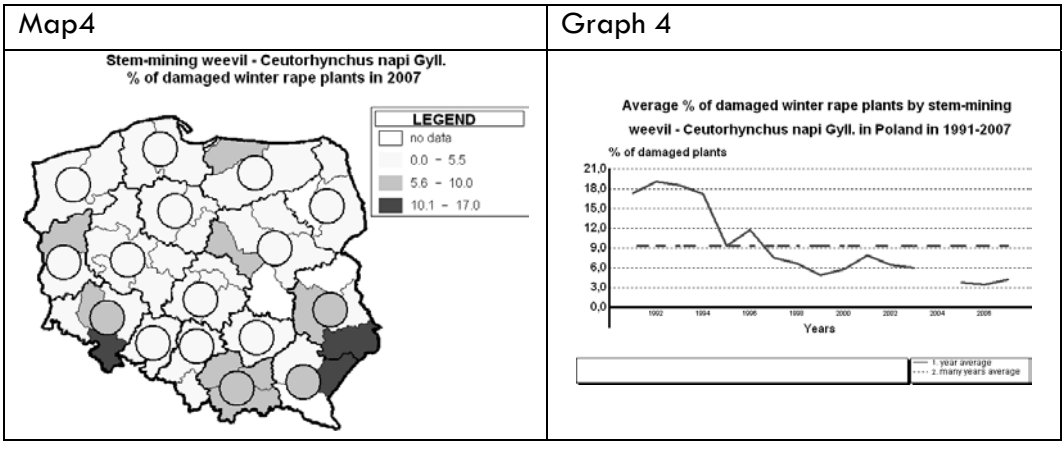 Map4
Stem-mining weevil - Ceutorhynchus napi Gyll.
% of damaged winter rape plants in 2007
LEGEND
no data
0.0 - 5.5
5.6 - 10.0
10.1 - 17.0
Graph 4
Average % of damaged winter rape plants by stem-mining
weevil - Ceutorhynchus napi Gyll. in Poland in 1991-2007
% of damaged plants
21,0
18,0
15,0
12,0
9,0
6,0
3,0
0,0
1992 1994 1996 1998 2000 2002 2004 2006
Years
1. year average
2. many years average